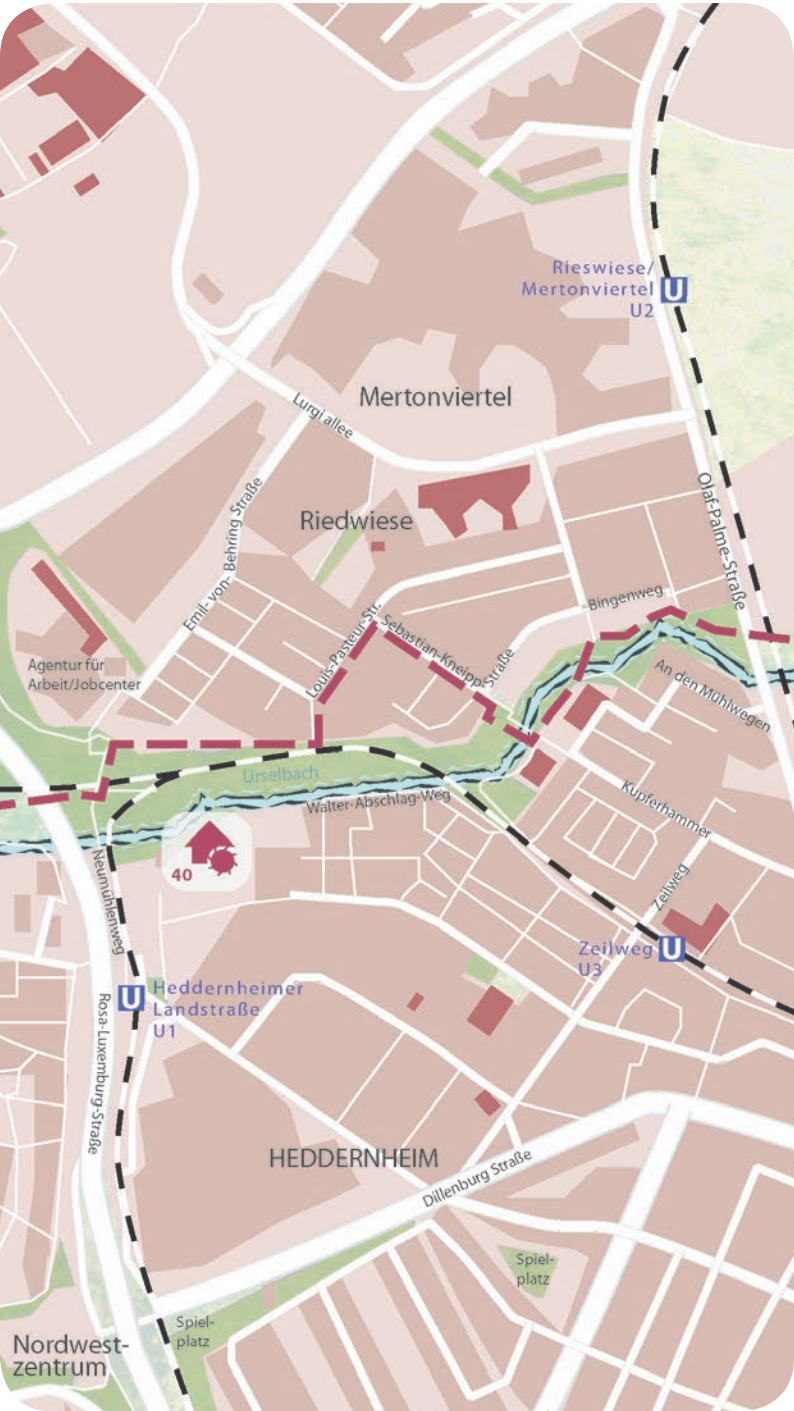 Rieswiese/
Mertonviertel
U2
U
Mertonviertel
Lurgiallee
Olaf-Palme-Straße
Riedwiese
Emil-von-Behring Straße
Bingenweg
Louis-Pasteur-Str.
Sebastian-Kneipp-Straße
Agentur für
Arbeit/Jobcenter
An den Mühlwegen
Urselbach
Walter-Abschlag-Weg
Kupferhammer
40
Neumühlenweg
Zeilweg
Zeilweg
U3
U
U
Heddernheimer
Landstraße
U1
Rosa-Luxemburg-Straße
HEDDERNHEIM
Dillenburg Straße
Spiel-
platz
Spiel-
platz
Nordwest-
zentrum